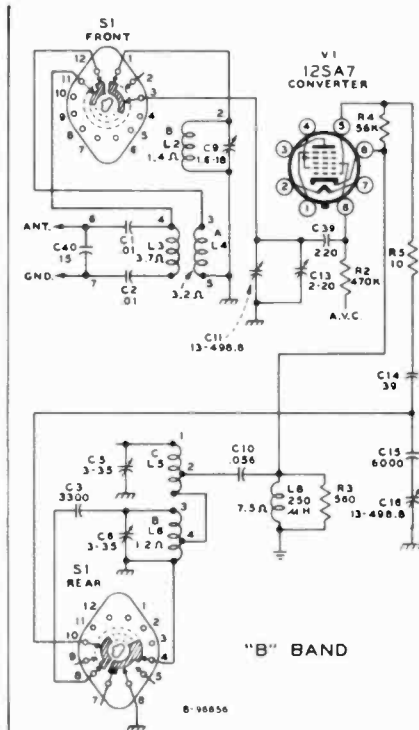 S1
FRONT
12
1
11
2
10
3
9
4
8
5
7
6
V1
12SA7
CONVERTER
4
5
3
6
2
7
1
8
R4
56K
R5
10
B
L2
1.4Ω
2
C9
1.6-18
ANT.
6
C1
.01
4
3
A
L4
C40
15
L3
3.7Ω
GND.
7
C2
.01
5
3.2Ω
C11
13-498.8
C39
220
C13
2-20
R2
470K
A.V.C.
C14
39
C15
6000
C16
13-498.8
C
L5
1
2
C5
3-35
C10
.056
C3
3300
B
L6
1.2Ω
3
4
C6
3-35
7.5Ω
L8
250
μH
R3
560
S1
REAR
12
1
11
2
10
3
9
4
8
5
7
6
"B" BAND
8-96856